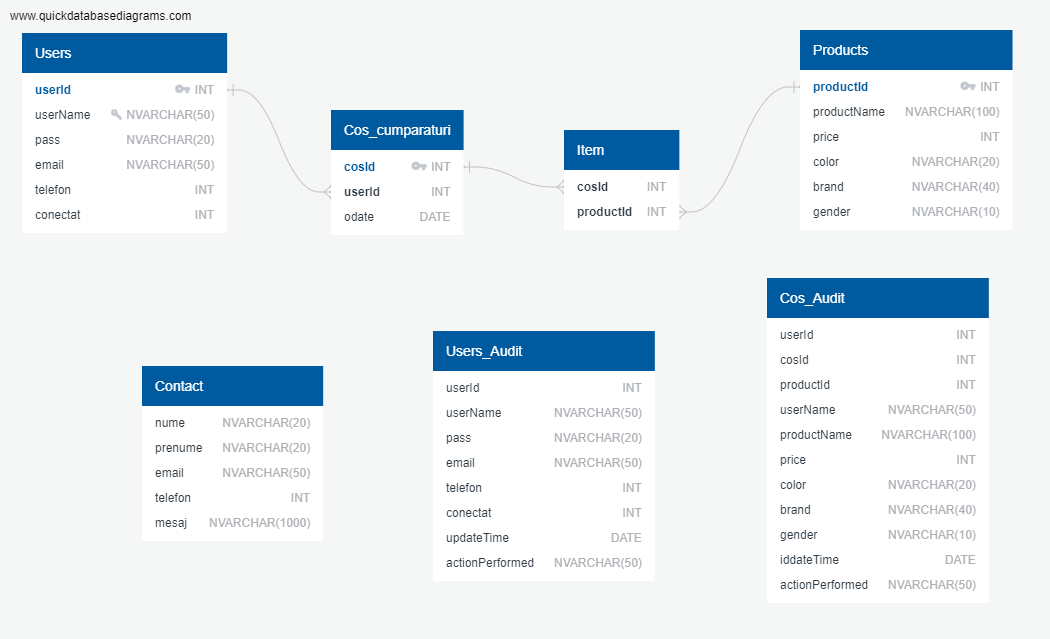 www.quickdatabasediagrams.com
Users
userId INT
userName NVARCHAR(50)
pass NVARCHAR(20)
email NVARCHAR(50)
telefon INT
conectat INT
Cos_cumparaturi
cosId INT
userId INT
odate DATE
Item
cosId INT
productId INT
Products
productId INT
productName NVARCHAR(100)
price INT
color NVARCHAR(20)
brand NVARCHAR(40)
gender NVARCHAR(10)
Contact
nume NVARCHAR(20)
prenume NVARCHAR(20)
email NVARCHAR(50)
telefon INT
mesaj NVARCHAR(1000)
Users_Audit
userId INT
userName NVARCHAR(50)
pass NVARCHAR(20)
email NVARCHAR(50)
telefon INT
conectat INT
updateTime DATE
actionPerformed NVARCHAR(50)
Cos_Audit
userId INT
cosId INT
productId INT
userName NVARCHAR(50)
productName NVARCHAR(100)
price INT
color NVARCHAR(20)
brand NVARCHAR(40)
gender NVARCHAR(10)
iddateTime DATE
actionPerformed NVARCHAR(50)